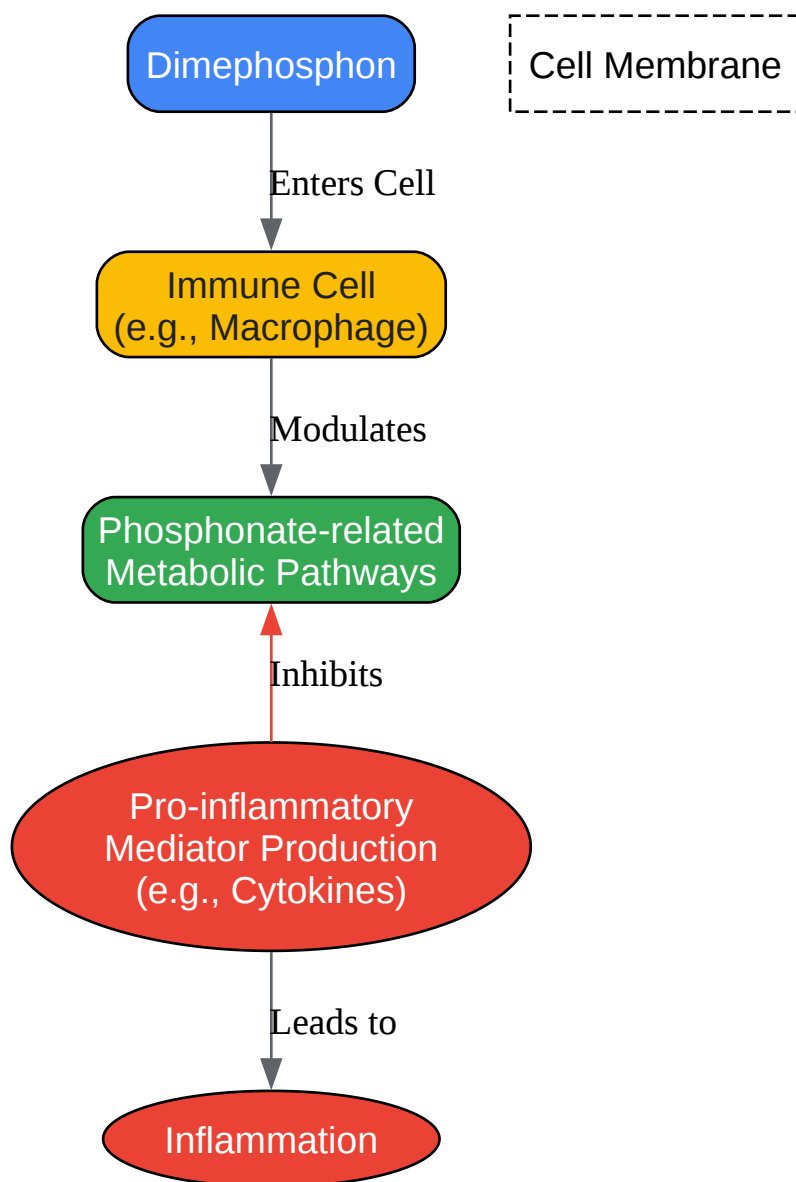 Dimephosphon
Cell Membrane
Enters Cell
Immune Cell
(e.g., Macrophage)
Modulates
Phosphonate-related
Metabolic Pathways
Inhibits
Pro-inflammatory
Mediator Production
(e.g., Cytokines)
Leads to
Inflammation